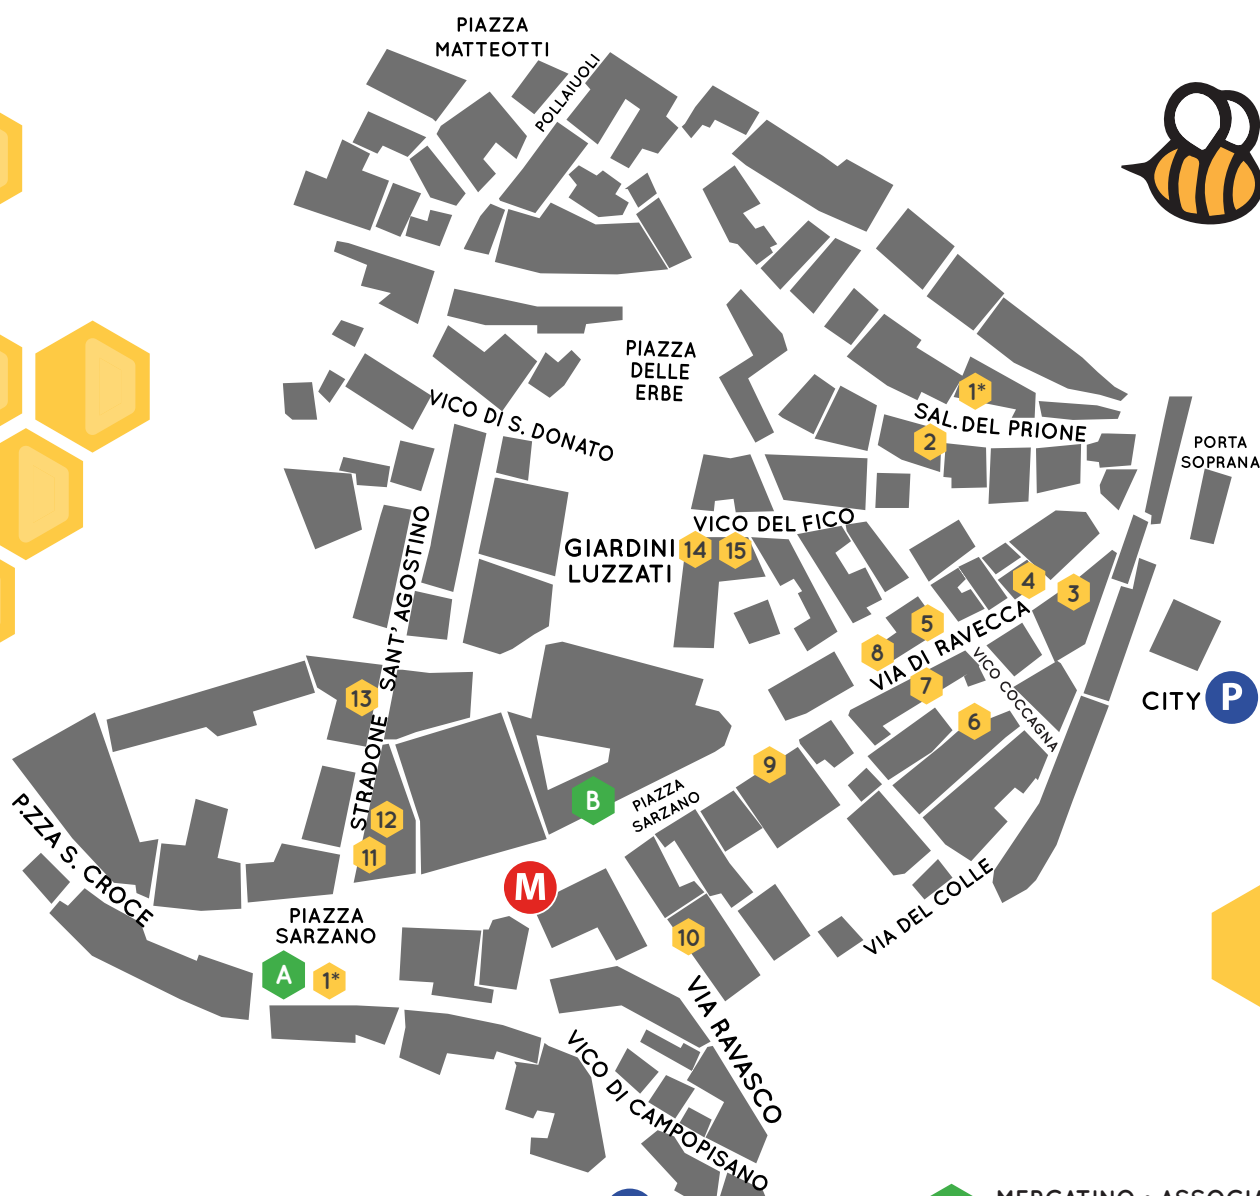 PIAZZA
MATTEOTTI
POLLAIUOLI
PIAZZA
DELLE
ERBE
1*
SAL. DEL PRIONE
2
PORTA
SOPRANA
VICO DI S. DONATO
VICO DEL FICO
GIARDINI
LUZZATI
14
15
STRADONE SANT' AGOSTINO
4
3
5
8
VIA DI RAVECCA
7
VICO COCCAGNA
6
CITY P
13
9
B
PIAZZA
SARZANO
12
11
P.ZZA S. CROCE
M
VIA DEL COLLE
PIAZZA
SARZANO
10
A
1*
VIA RAVASCO
VICO DI CAMPOPISANO